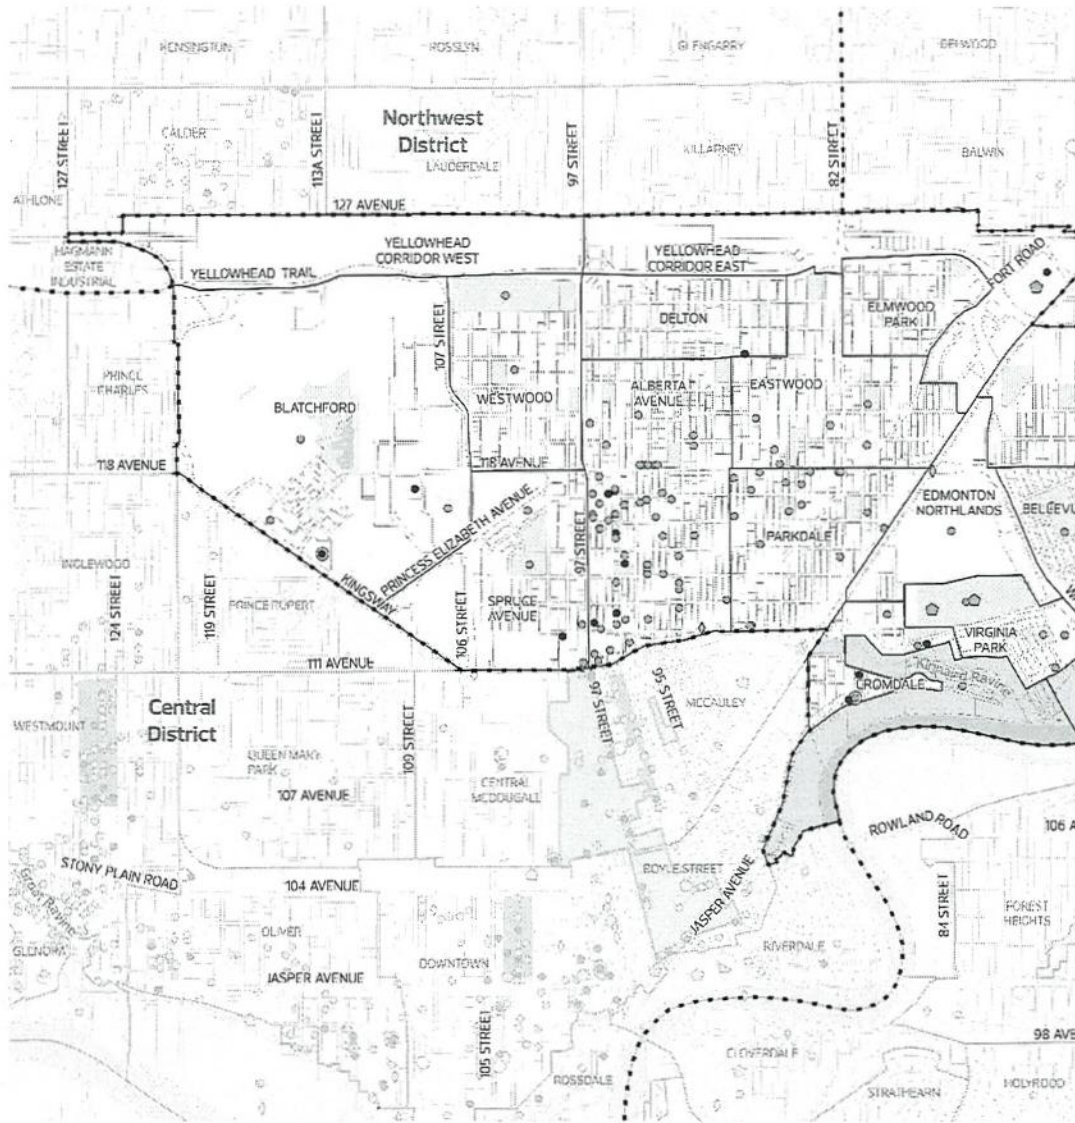 KENSINGTON
ROSSLYN
GLENGARRY
BELWOOD
127 STREET
CALDER
113A STREET
Northwest
District
LAUDERDALE
97 STREET
KILLARNEY
82 STREET
BALWIN
ATHLONE
127 AVENUE
HAGMANN
ESTATE
INDUSTRIAL
YELLOWHEAD TRAIL
YELLOWHEAD
CORRIDOR WEST
YELLOWHEAD
CORRIDOR EAST
FORT ROAD
107 STREET
DELTON
ELMWOOD
PARK
PRINCE
CHARLES
BLATCHFORD
WESTWOOD
ALBERTA
AVENUE
EASTWOOD
118 AVENUE
118 AVENUE
EDMONTON
NORTHLANDS
BELLEVU
INGLEWOOD
124 STREET
119 STREET
PRINCE RUPERT
KINGSWAY
PRINCESS ELIZABETH AVENUE
106 STREET
SPRUCE
AVENUE
97 STREET
PARKDALE
VIRGINIA
PARK
111 AVENUE
CROMDALE
Kinnaird Ravine
WESTMOUNT
Central
District
109 STREET
97 STREET
95 STREET
MCCAULEY
QUEEN MARY
PARK
107 AVENUE
CENTRAL
MCDOUGALL
ROWLAND ROAD
106 A
STONY PLAIN ROAD
104 AVENUE
BOYLE STREET
JASPER AVENUE
84 STREET
FOREST
HEIGHTS
Groat Ravine
GLENORA
OLIVER
DOWNTOWN
RIVERDALE
JASPER AVENUE
105 STREET
ROSSDALE
CLOVERDALE
98 AVE
STRATHEARN
HOLYROOD